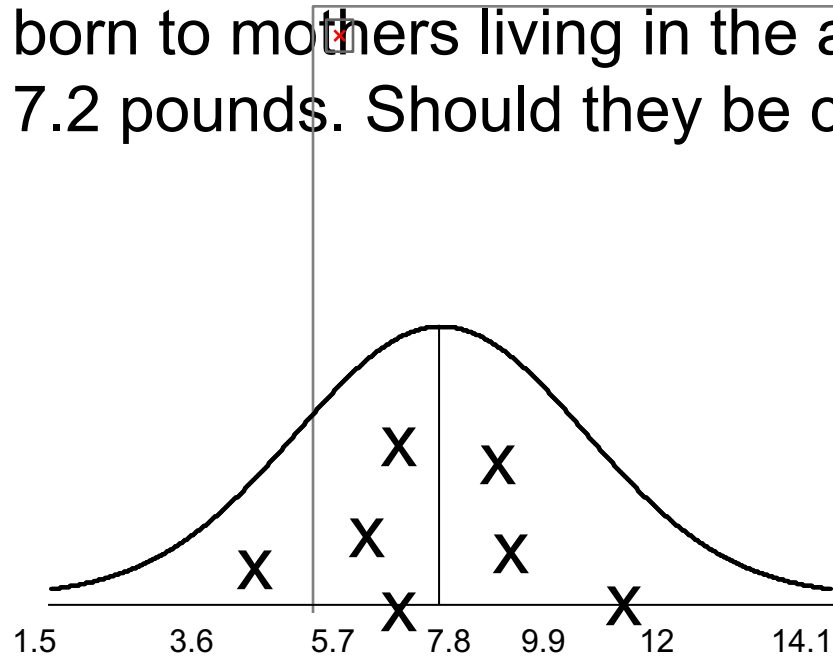 born to mothers living in the a
7.2 pounds. Should they be c
X X
X X
X
X X
1.5 3.6 5.7 7.8 9.9 12 14.1